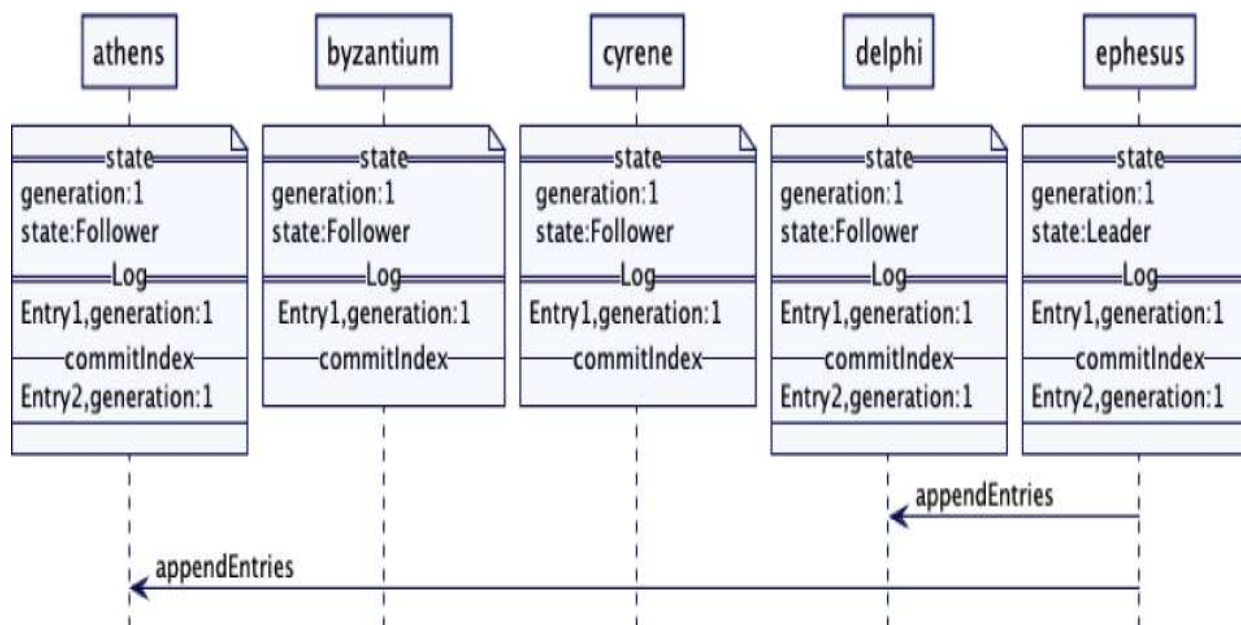 athens
byzantium
cyrene
delphi
ephesus
state
generation:1
state:Follower
Log
Entry1,generation:1
commitIndex
Entry2,generation:1
state
generation:1
state:Follower
Log
Entry1,generation:1
commitIndex
state
generation:1
state:Follower
Log
Entry1,generation:1
commitIndex
state
generation:1
state:Follower
Log
Entry1,generation:1
commitIndex
Entry2,generation:1
state
generation:1
state:Leader
Log
Entry1,generation:1
commitIndex
Entry2,generation:1
appendEntries
appendEntries